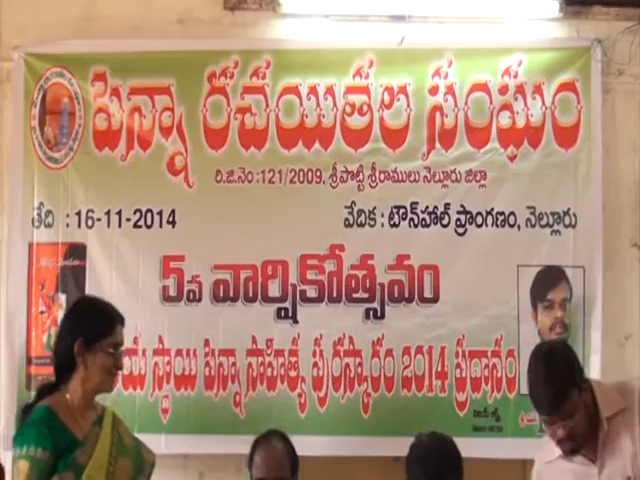 పెన్నా రచయితల సంఘం
రి.జి.నెం : 121/2009, శ్రీపొట్టి శ్రీరాములు నెల్లూరు జిల్లా
తేది : 16-11-2014 వేదిక : టౌన్‌హాల్ ప్రాంగణం, నెల్లూరు
5వ వార్షికోత్సవం
స్థాయి పెన్నా సాహిత్య పురస్కారం 2014 ప్రదానం